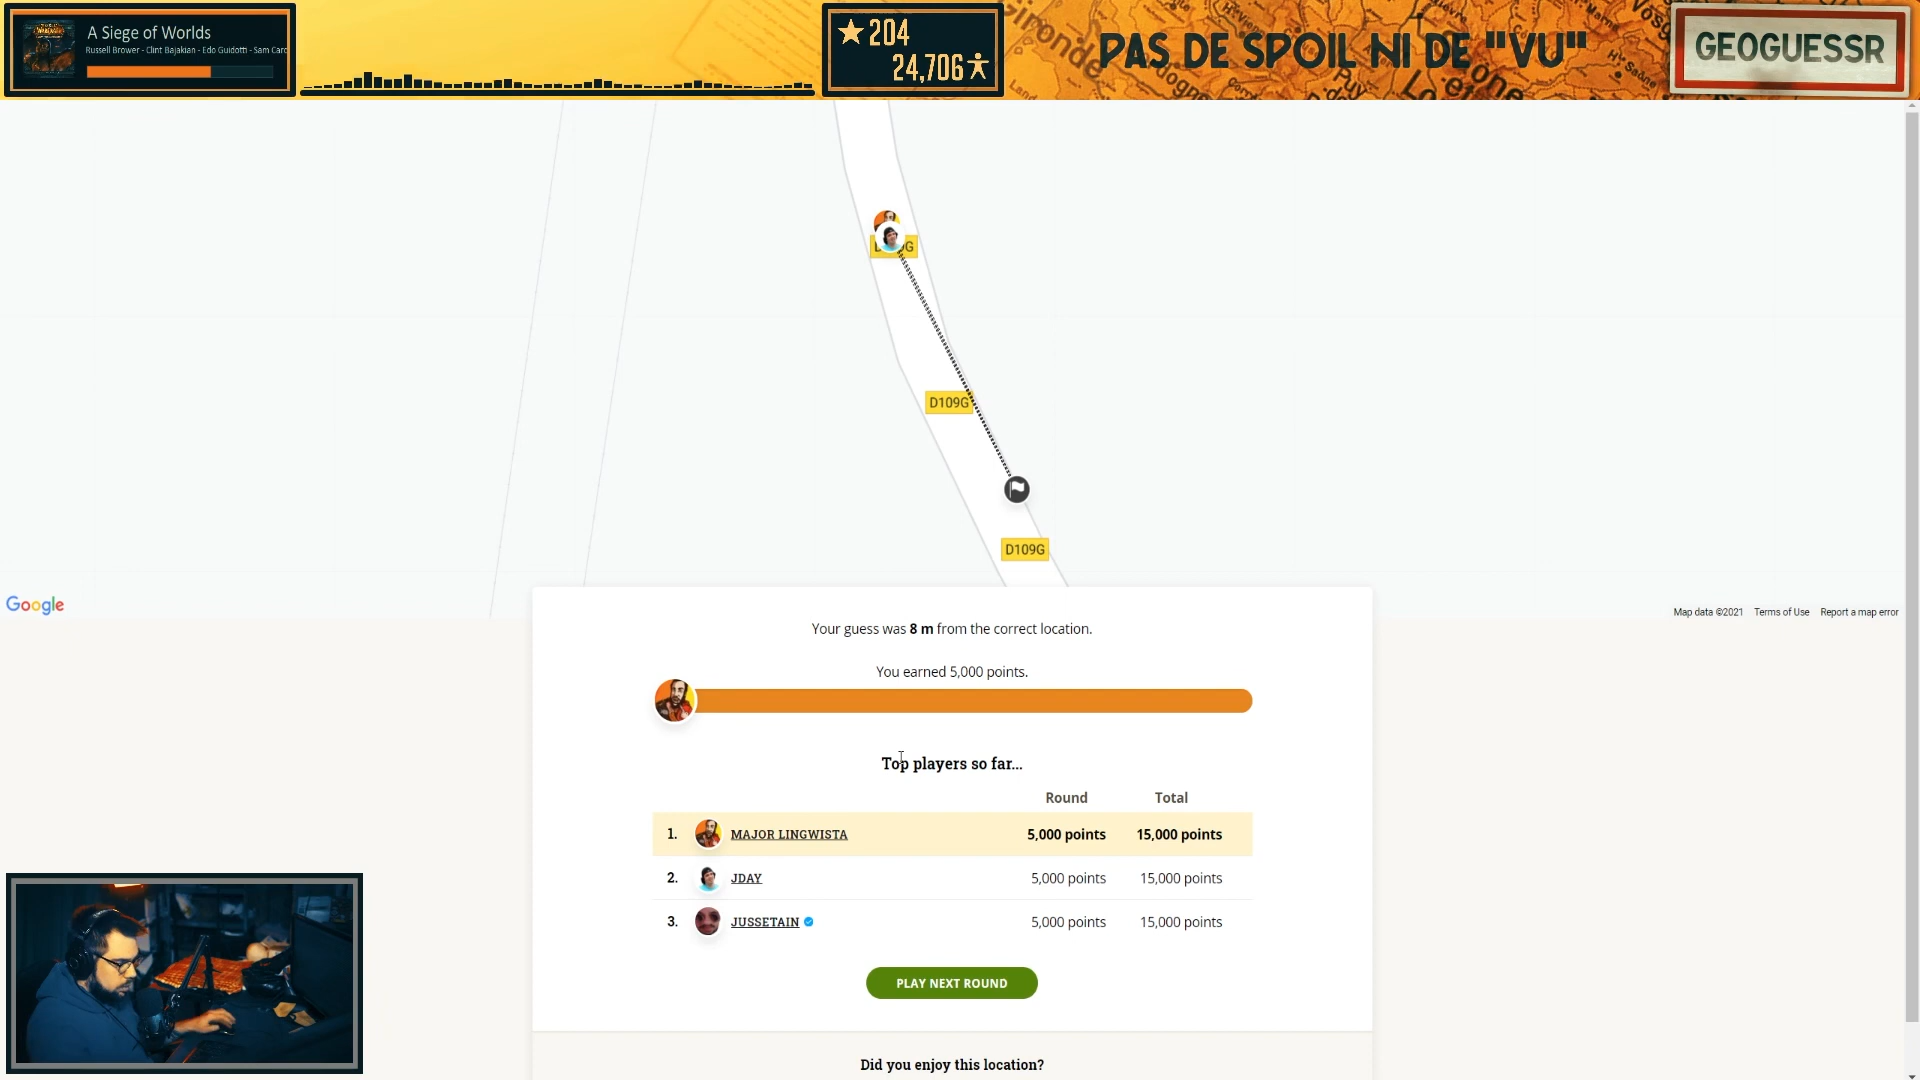 A Siege of Worlds
Russell Brower - Clint Bajakian - Edo Guidotti - Sam Card
204
24,706
PAS DE SPOIL NI DE "VU"
GEOGUESSR
Gironde
D109G
D109G
Google
Map data ©2021
Terms of Use
Report a map error
Your guess was 8 m from the correct location.
You earned 5,000 points.
Top players so far...
Round Total
1. MAJOR LINGWISTA 5,000 points 15,000 points
2. JDAY 5,000 points 15,000 points
3. JUSSETAIN 5,000 points 15,000 points
PLAY NEXT ROUND
Did you enjoy this location?